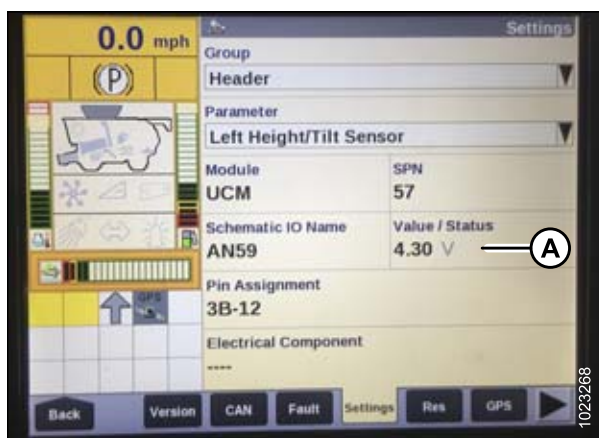 0.0 mph
Settings
(P)
Group
Header
Parameter
Left Height/Tilt Sensor
Module
UCM
SPN
57
Schematic IO Name
AN59
Value / Status
4.30 V
A
Pin Assignment
3B-12
Electrical Component
----
GPS
Back
Version
CAN
Fault
Settings
Res
GPS
1023268